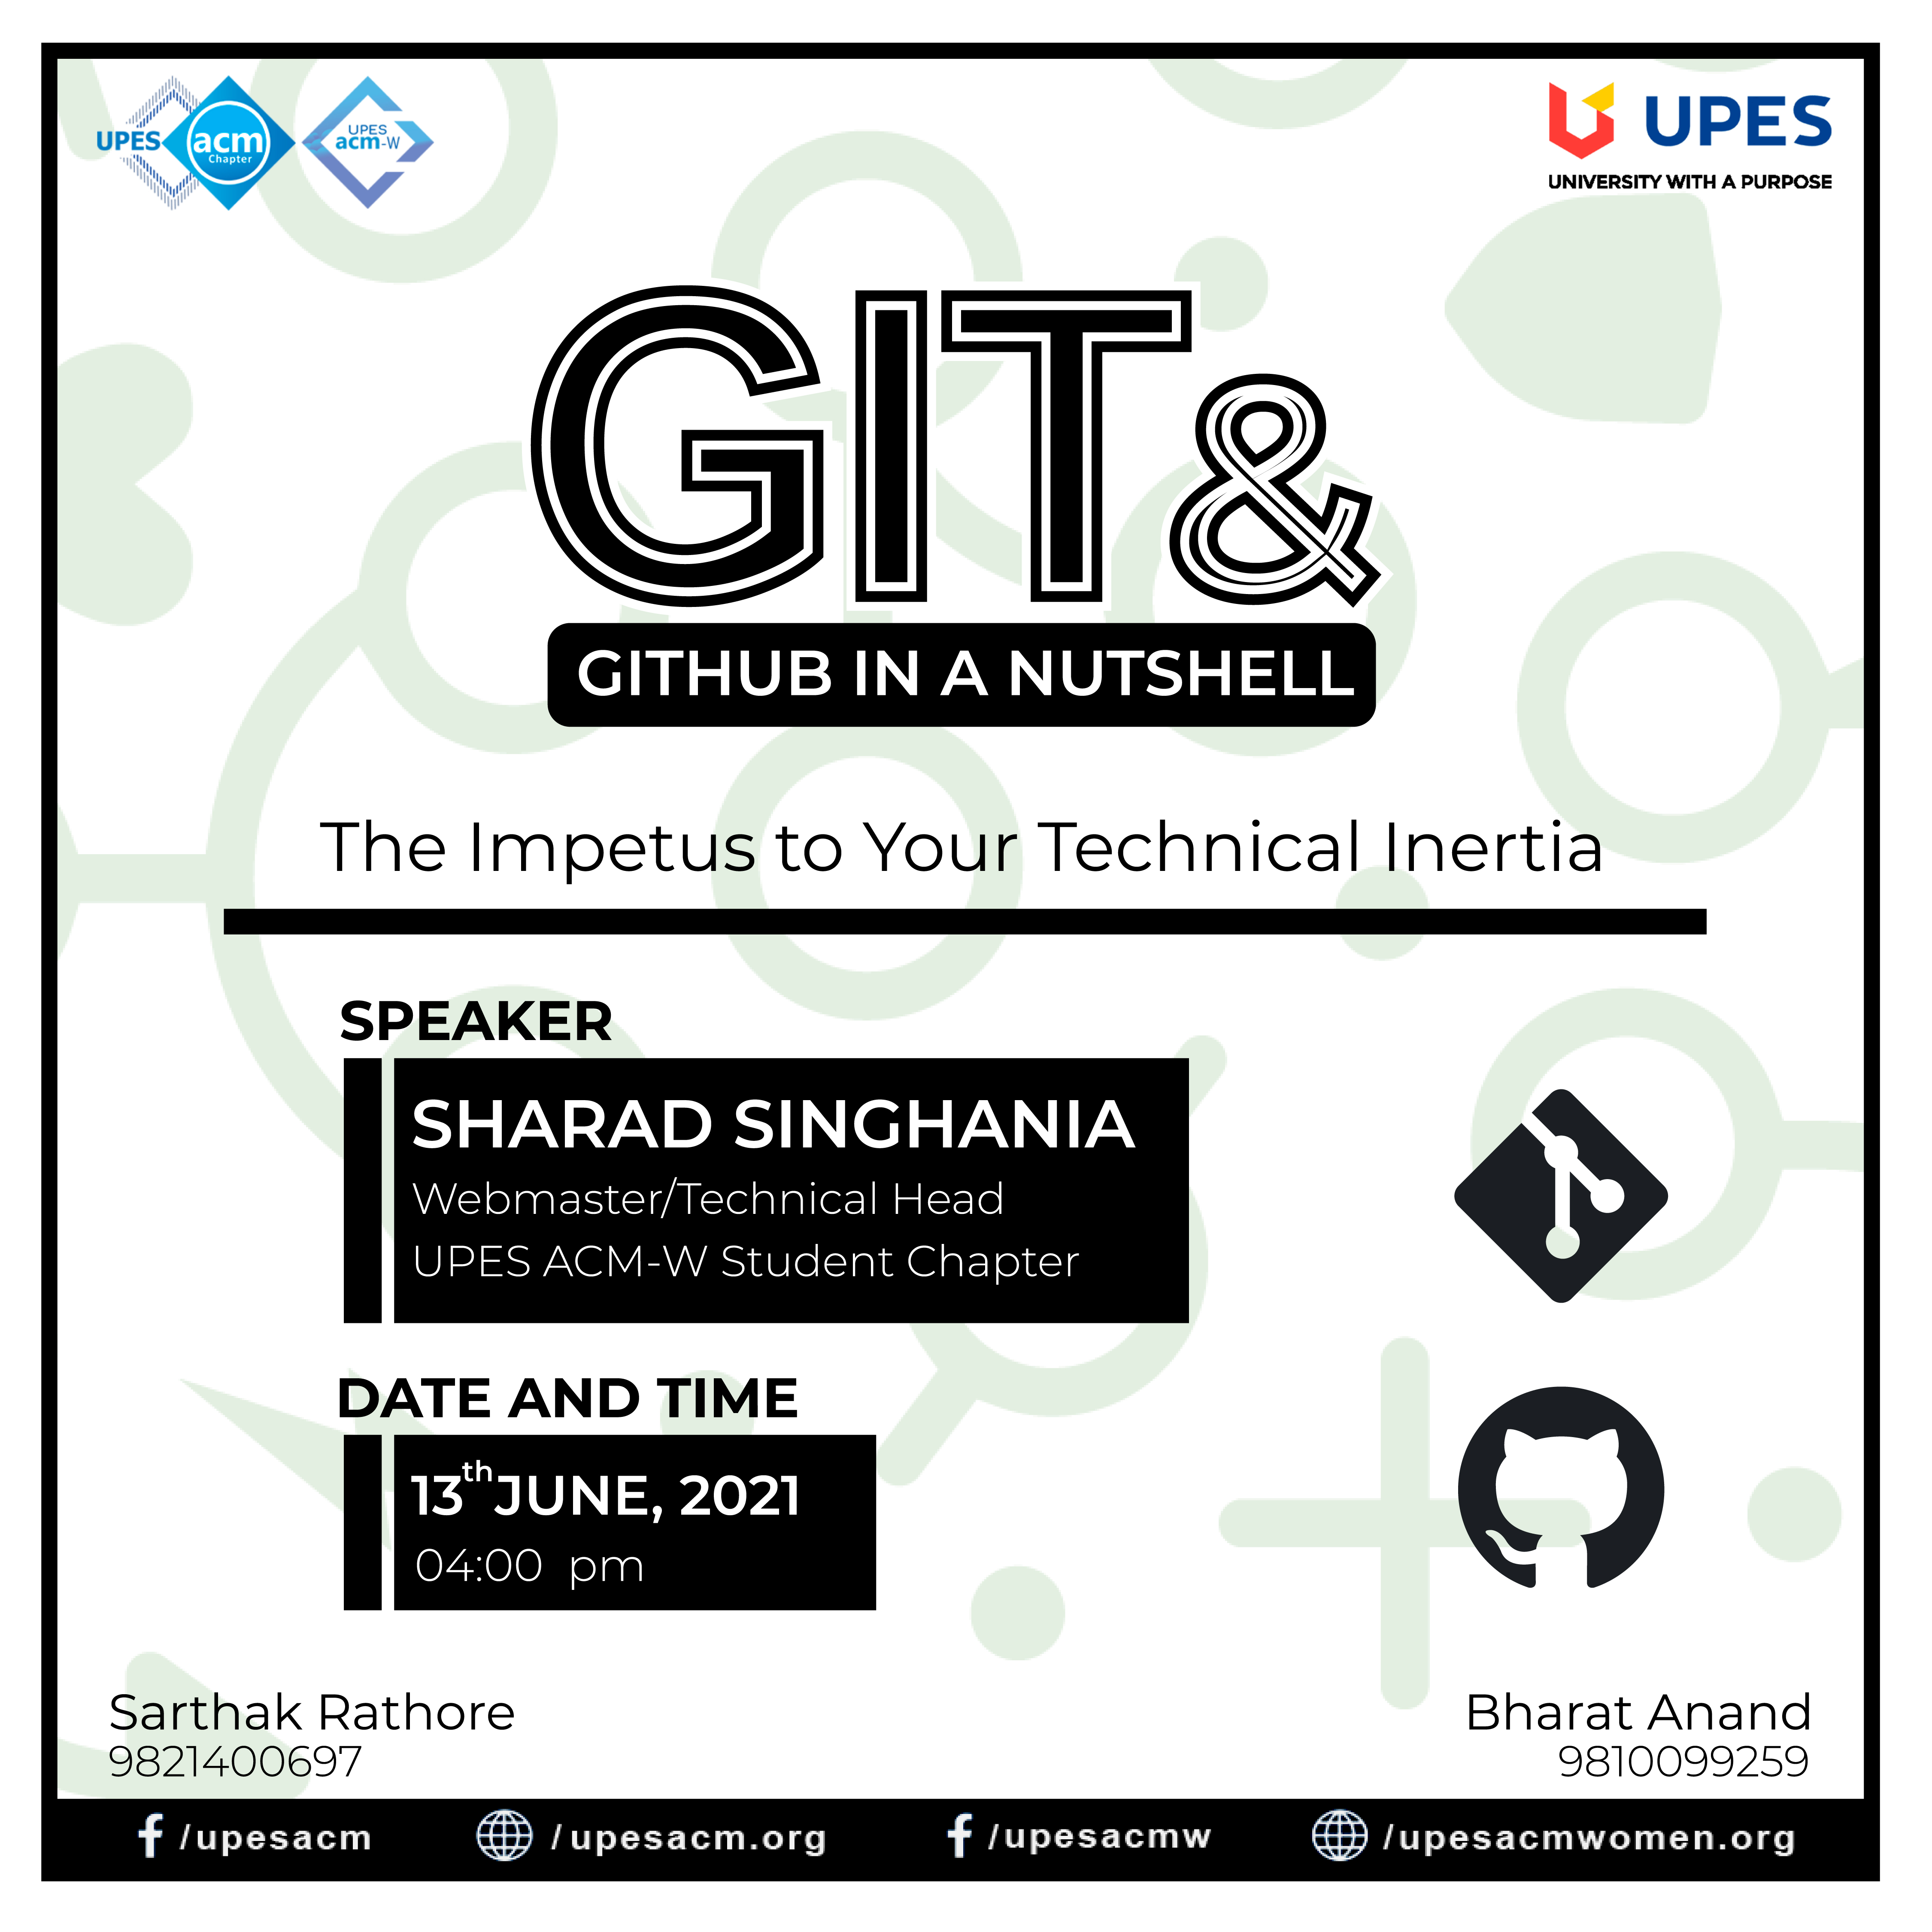 UPES
acm
Chapter
UPES
acm-W
UPES
UNIVERSITY WITH A PURPOSE
GIT&
GITHUB IN A NUTSHELL
The Impetus to Your Technical Inertia
SPEAKER
SHARAD SINGHANIA
Webmaster/Technical Head
UPES ACM-W Student Chapter
DATE AND TIME
13th JUNE, 2021
04:00 pm
Sarthak Rathore
9821400697
Bharat Anand
9810099259
/upesacm
/upesacm.org
/upesacmw
/upesacmwomen.org